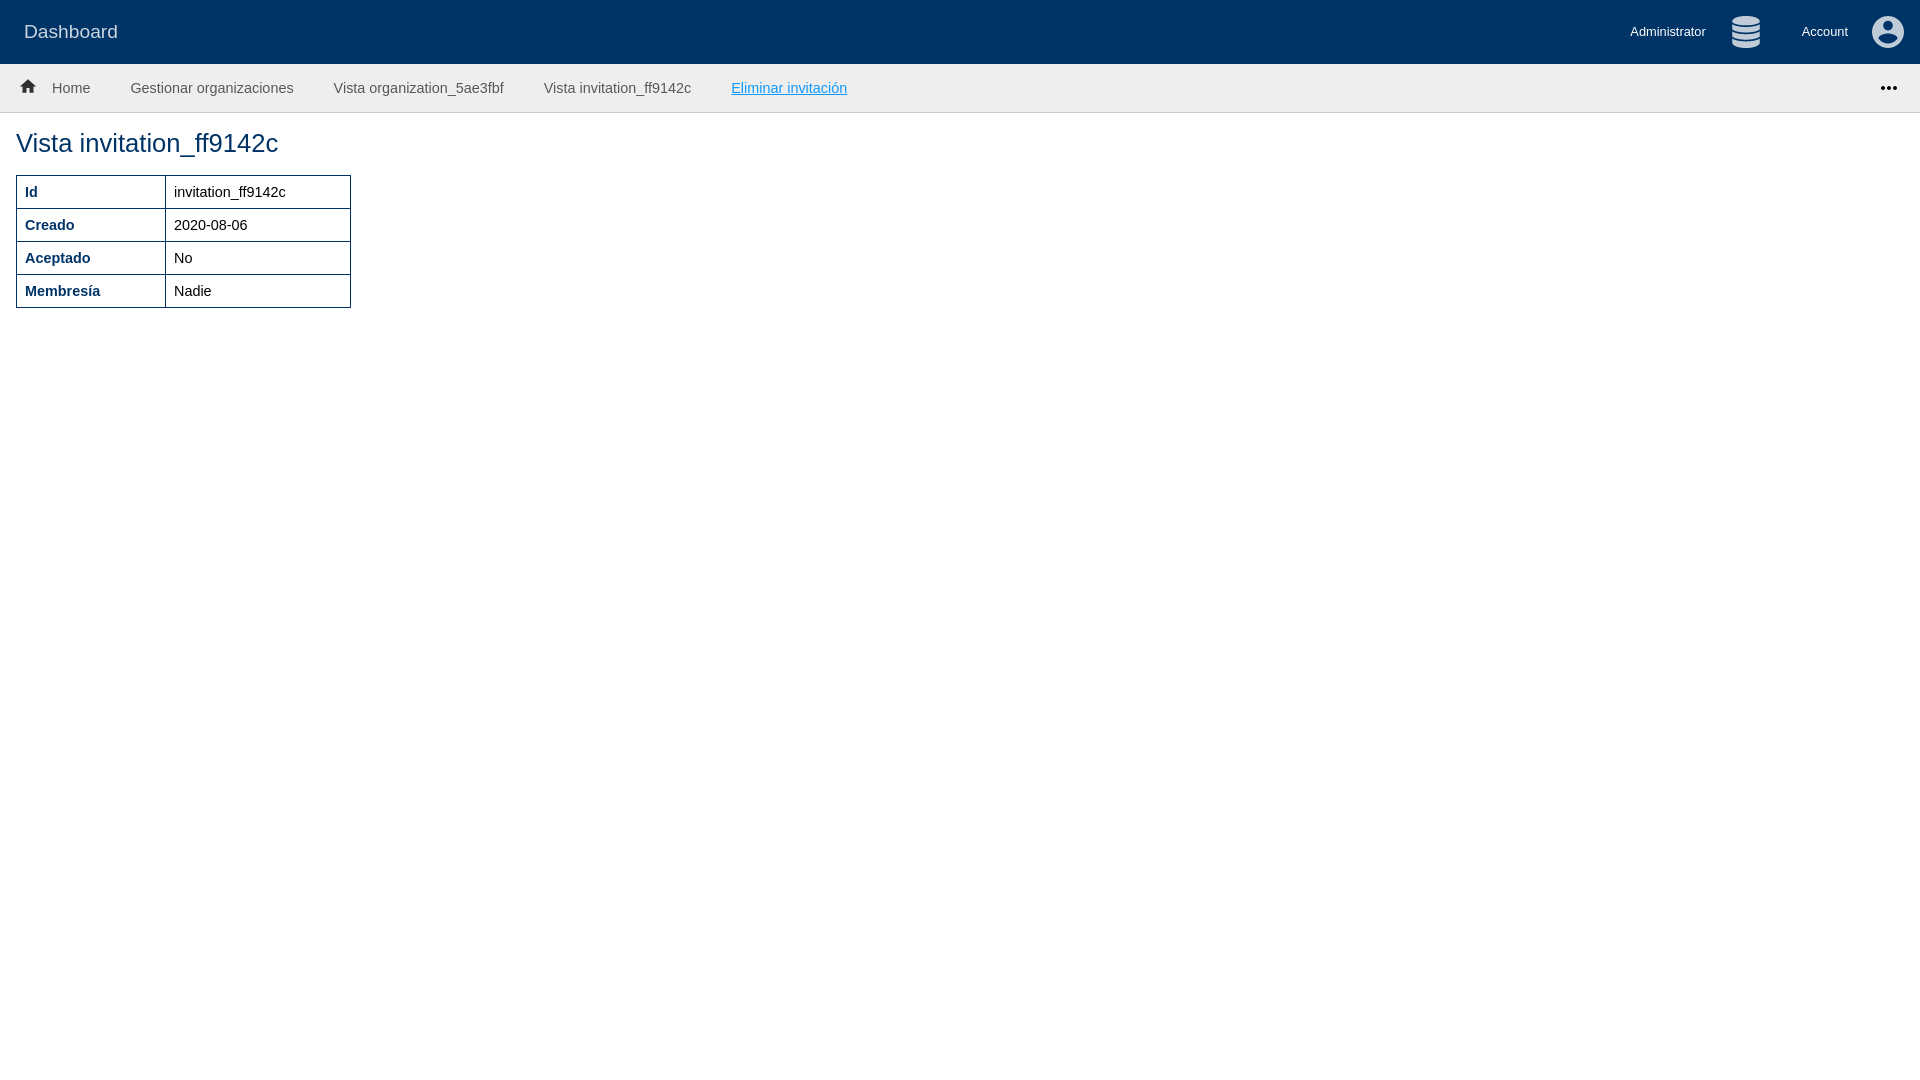 Dashboard
Administrator
Account
Home
Gestionar organizaciones
Vista organization_5ae3fbf
Vista invitation_ff9142c
Eliminar invitación
Vista invitation_ff9142c
Id invitation_ff9142c
Creado 2020-08-06
Aceptado No
Membresía Nadie